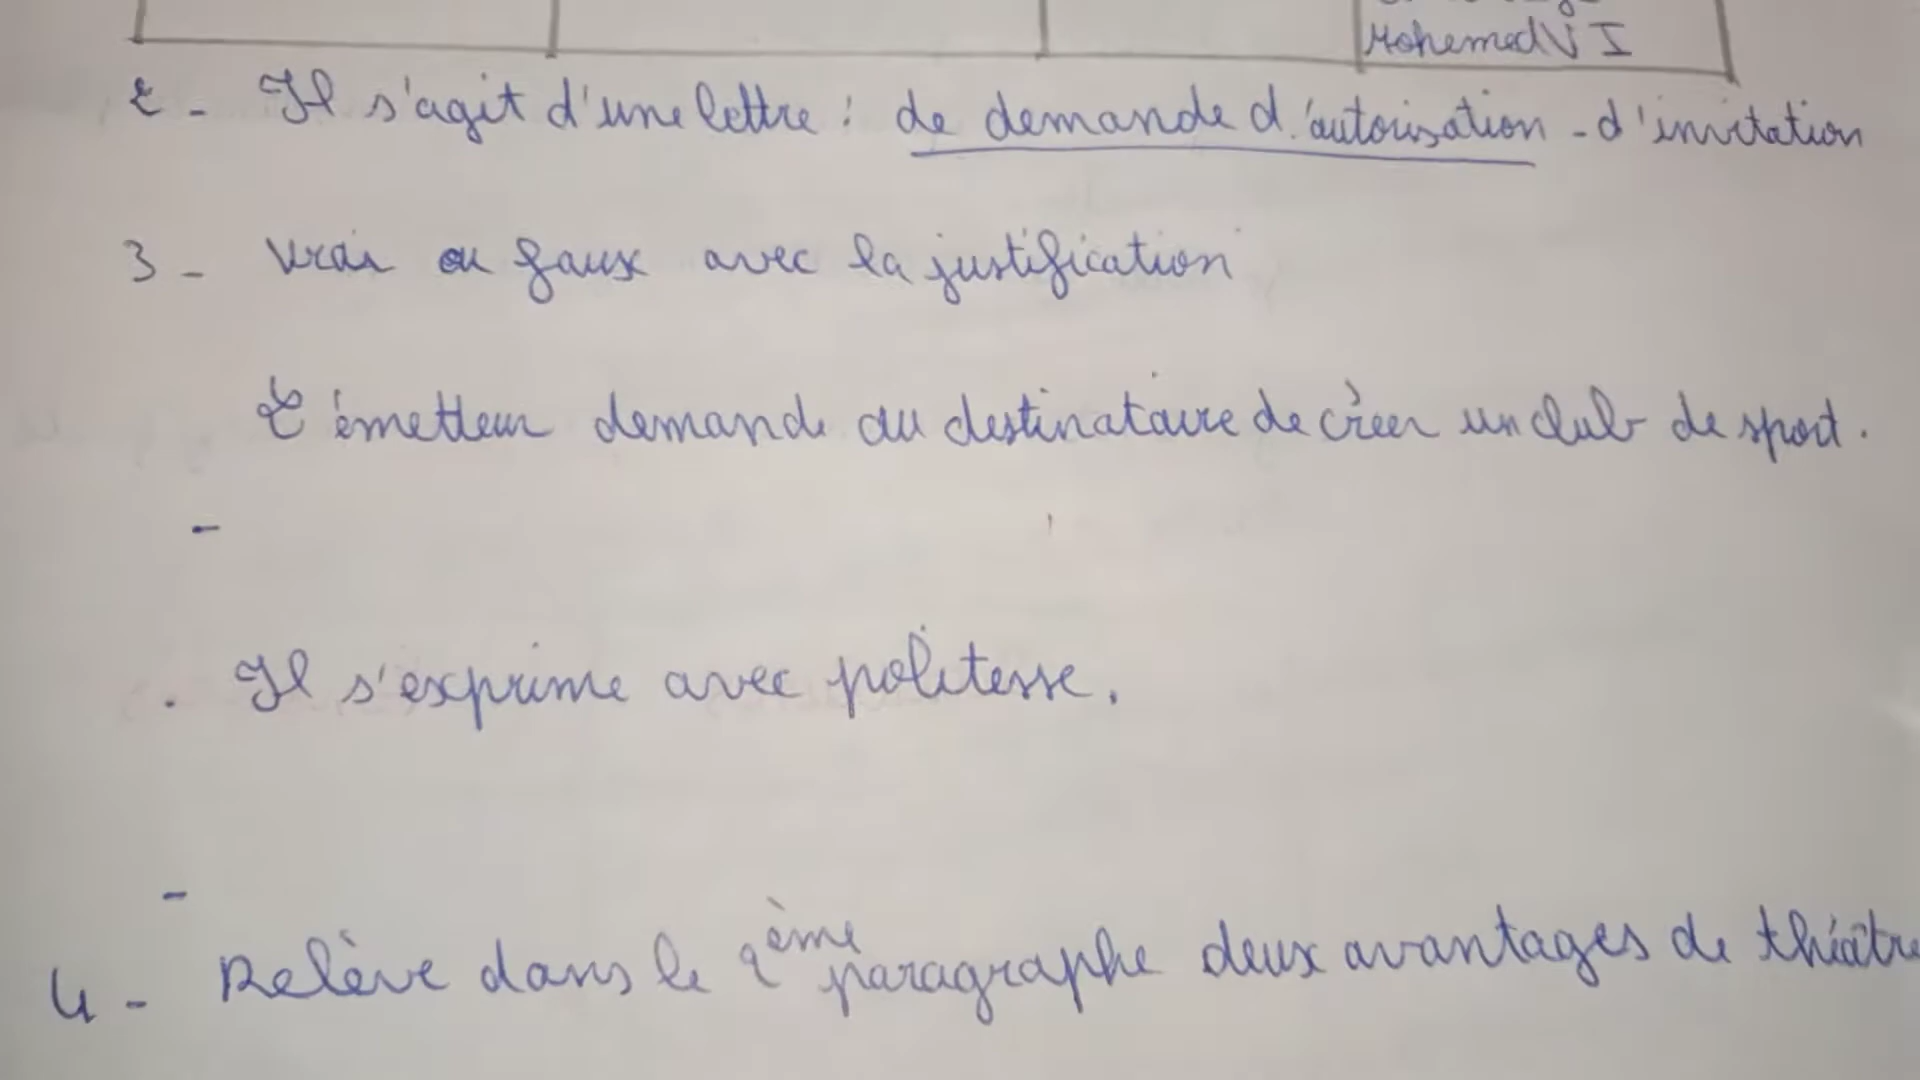 Mohemed VI
2 - Il s'agit d'une lettre : de demande d'autorisation - d'invitation
3 - Vrai ou faux avec la justification
L'émetteur demande au destinataire de créer un club de sport.
-
. Il s'exprime avec politesse.
-
4 - Relève dans le 2ème paragraphe deux avantages de théâtre